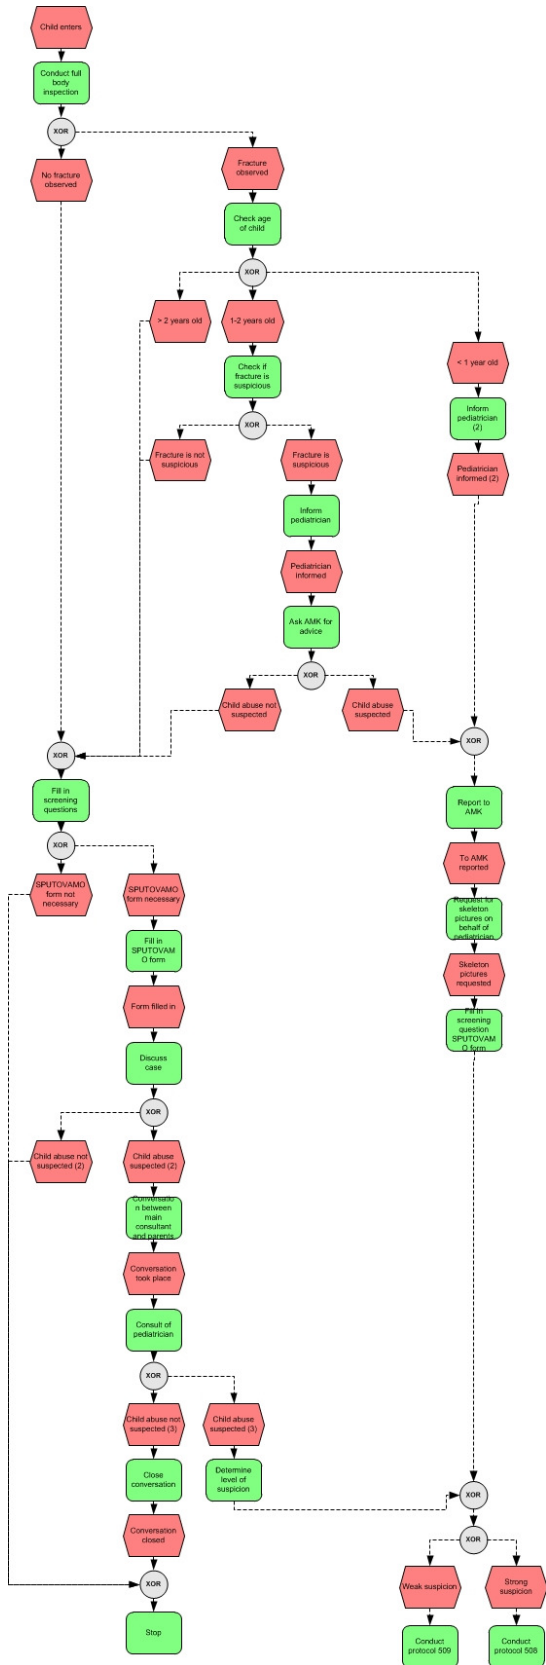 Child enters
Conduct full
body
inspection
XOR
No fracture
observed
Fracture
observed
Check age
of child
XOR
> 2 years old
1-2 years old
< 1 year old
Check if
fracture is
suspicious
Inform
pediatrician
(2)
XOR
Fracture is not
suspicious
Fracture is
suspicious
Pediatrician
informed (2)
Inform
pediatrician
Pediatrician
informed
Ask AMK for
advice
XOR
Child abuse not
suspected
Child abuse
suspected
XOR
XOR
Fill in
screening
questions
Report to
AMK
XOR
To AMK
reported
SPUTOVAMO
form not
necessary
SPUTOVAMO
form necessary
Request for
skeleton
pictures on
behalf of
pediatrician
Fill in
SPUTOVAM
O form
Skeleton
pictures
requested
Form filled in
Fill in
screening
question
SPUTOVAM
O form
Discuss
case
XOR
Child abuse not
suspected (2)
Child abuse
suspected (2)
Conversatio
n between
main
consultant
and parents
Conversation
took place
Consult of
pediatrician
XOR
Child abuse not
suspected (3)
Child abuse
suspected (3)
Close
conversation
Determine
level of
suspicion
XOR
Conversation
closed
XOR
XOR
Weak suspicion
Strong
suspicion
Stop
Conduct
protocol 509
Conduct
protocol 508